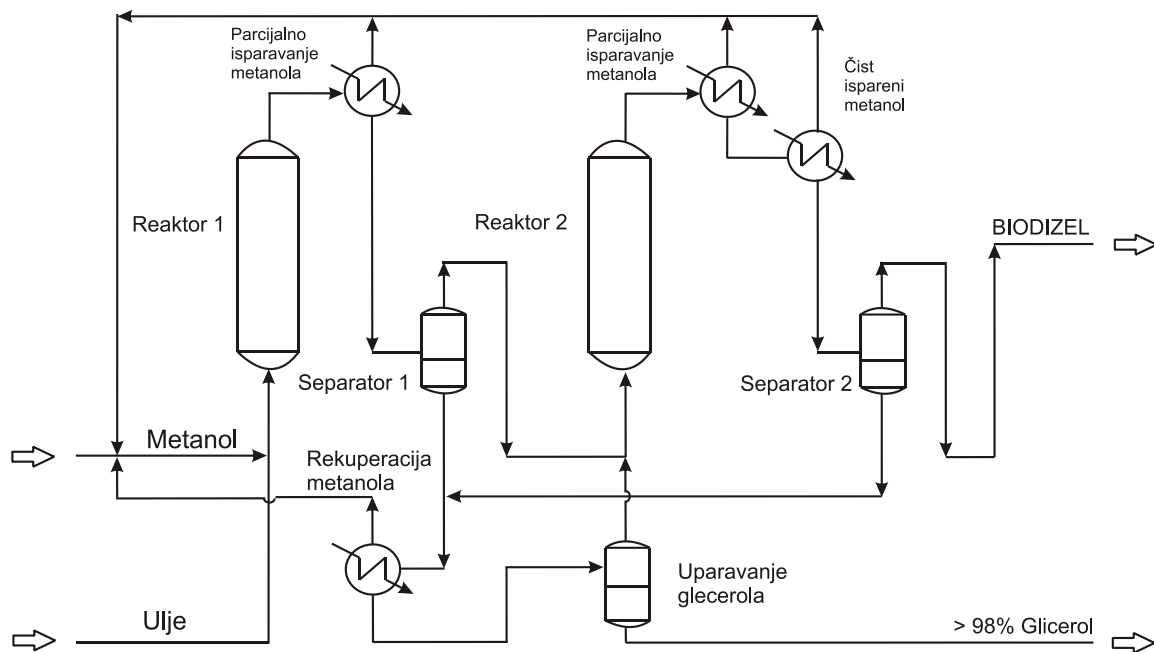 Parcijalno
isparavanje
metanola
Parcijalno
isparavanje
metanola
Čist
ispareni
metanol
Reaktor 1
Reaktor 2
BIODIZEL
Separator 1
Separator 2
Metanol
Rekuperacija
metanola
Uparavanje
glecerola
Ulje
> 98% Glicerol